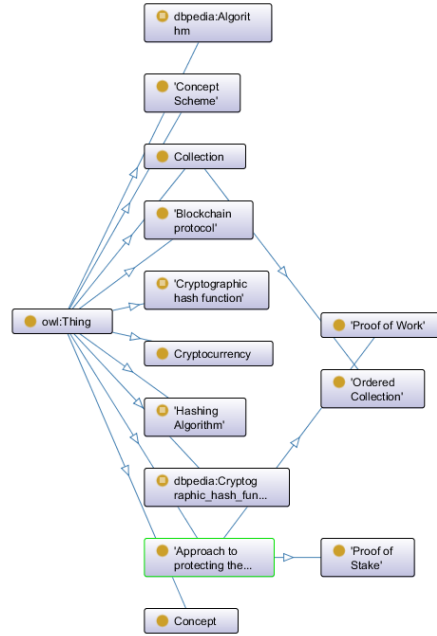 dbpedia:Algorit
hm
'Concept
Scheme'
Collection
'Blockchain
protocol'
'Cryptographic
hash function'
owl:Thing
'Proof of Work'
Cryptocurrency
'Ordered
Collection'
'Hashing
Algorithm'
dbpedia:Cryptog
raphic_hash_fun...
'Approach to
protecting the...
'Proof of
Stake'
Concept